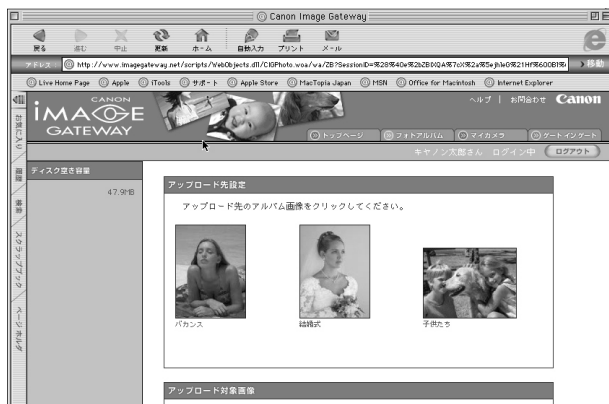 Canon Image Gateway
戻る 進む 中止 更新 ホーム 自動入力 プリント メール
アドレス: http://www.imagegateway.net/scripts/WebObjects.dll/CIGPhoto.woa/wa/ 移動
Live Home Page Apple iTools サポート Apple Store MacTopia Japan MSN Office for Macintosh Internet Explorer
お気に入り
履歴
検索
スクラップブック
ページ ホルダ
CANON
iMAGE
GATEWAY
ヘルプ | お問合わせ Canon
トップページ フォトアルバム マイカメラ ゲートインゲート
キヤノン太郎さん ログイン中 ログアウト
ディスク空き容量
47.9MB
アップロード先設定
アップロード先のアルバム画像をクリックしてください。
バカンス 結婚式 子供たち
アップロード対象画像